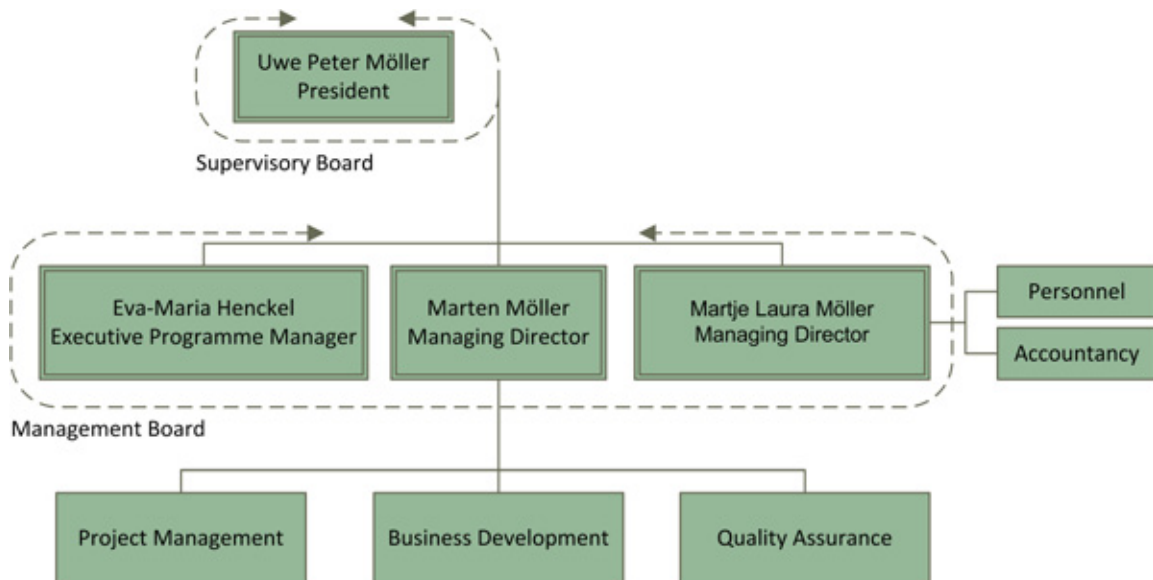 Uwe Peter Möller
President
Supervisory Board
Eva-Maria Henckel
Executive Programme Manager
Marten Möller
Managing Director
Martje Laura Möller
Managing Director
Personnel
Accountancy
Management Board
Project Management
Business Development
Quality Assurance